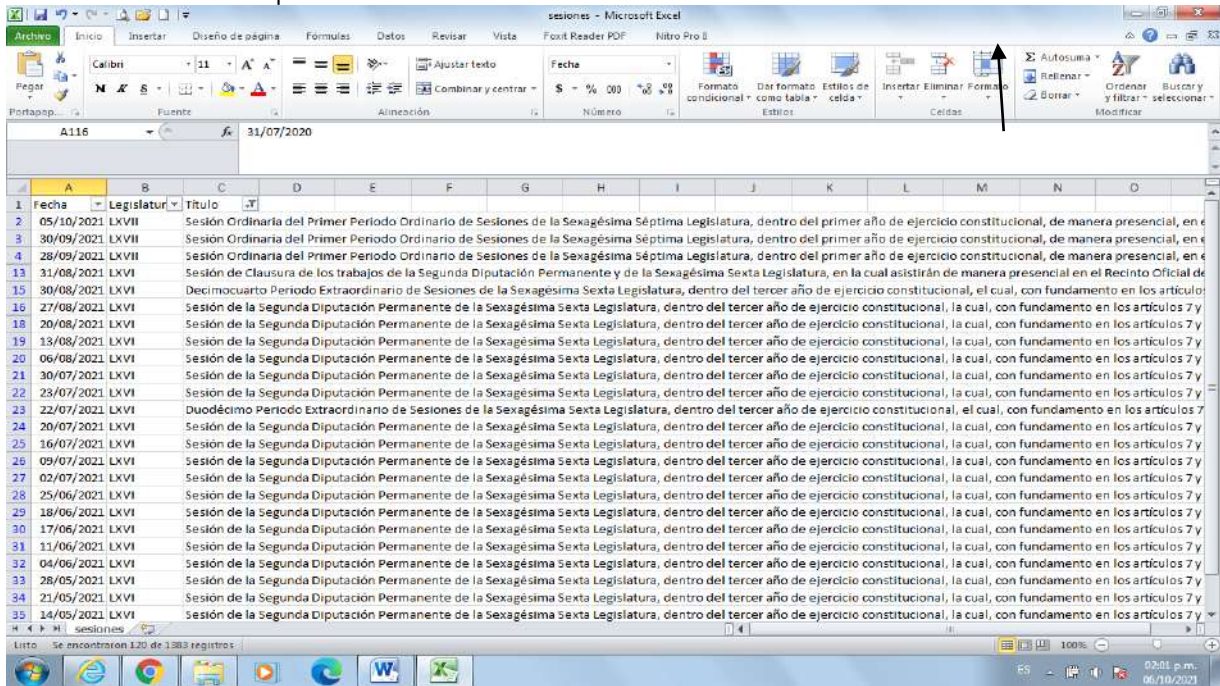 sesiones - Microsoft Excel
Archivo Inicio Insertar Diseño de página Fórmulas Datos Revisar Vista Foxit Reader PDF Nitro Pro 8
Pegar
Calibri 11 A A
N K S
Ajustar texto
Combinar y centrar
Fecha
$ % 000
Formato condicional
Dar formato como tabla
Estilos de celda
Insertar Eliminar Formato
Σ Autosuma
Rellenar
Borrar
Ordenar y filtrar
Buscar y seleccionar
Portapap... Fuente Alineación Número Estilos Celdas Modificar
A116 fx 31/07/2020
A B C D E F G H I J K L M N O
1 Fecha Legislatur Título
2 05/10/2021 LXVII Sesión Ordinaria del Primer Periodo Ordinario de Sesiones de la Sexagésima Séptima Legislatura, dentro del primer año de ejercicio constitucional, de manera presencial, en e
3 30/09/2021 LXVII Sesión Ordinaria del Primer Periodo Ordinario de Sesiones de la Sexagésima Séptima Legislatura, dentro del primer año de ejercicio constitucional, de manera presencial, en e
4 28/09/2021 LXVII Sesión Ordinaria del Primer Periodo Ordinario de Sesiones de la Sexagésima Séptima Legislatura, dentro del primer año de ejercicio constitucional, de manera presencial, en e
13 31/08/2021 LXVI Sesión de Clausura de los trabajos de la Segunda Diputación Permanente y de la Sexagésima Sexta Legislatura, en la cual asistirán de manera presencial en el Recinto Oficial de
15 30/08/2021 LXVI Decimocuarto Periodo Extraordinario de Sesiones de la Sexagésima Sexta Legislatura, dentro del tercer año de ejercicio constitucional, el cual, con fundamento en los artículos
16 27/08/2021 LXVI Sesión de la Segunda Diputación Permanente de la Sexagésima Sexta Legislatura, dentro del tercer año de ejercicio constitucional, la cual, con fundamento en los artículos 7 y
18 20/08/2021 LXVI Sesión de la Segunda Diputación Permanente de la Sexagésima Sexta Legislatura, dentro del tercer año de ejercicio constitucional, la cual, con fundamento en los artículos 7 y
19 13/08/2021 LXVI Sesión de la Segunda Diputación Permanente de la Sexagésima Sexta Legislatura, dentro del tercer año de ejercicio constitucional, la cual, con fundamento en los artículos 7 y
20 06/08/2021 LXVI Sesión de la Segunda Diputación Permanente de la Sexagésima Sexta Legislatura, dentro del tercer año de ejercicio constitucional, la cual, con fundamento en los artículos 7 y
21 30/07/2021 LXVI Sesión de la Segunda Diputación Permanente de la Sexagésima Sexta Legislatura, dentro del tercer año de ejercicio constitucional, la cual, con fundamento en los artículos 7 y
22 23/07/2021 LXVI Sesión de la Segunda Diputación Permanente de la Sexagésima Sexta Legislatura, dentro del tercer año de ejercicio constitucional, la cual, con fundamento en los artículos 7 y
23 22/07/2021 LXVI Duodécimo Periodo Extraordinario de Sesiones de la Sexagésima Sexta Legislatura, dentro del tercer año de ejercicio constitucional, el cual, con fundamento en los artículos 7
24 20/07/2021 LXVI Sesión de la Segunda Diputación Permanente de la Sexagésima Sexta Legislatura, dentro del tercer año de ejercicio constitucional, la cual, con fundamento en los artículos 7 y
25 16/07/2021 LXVI Sesión de la Segunda Diputación Permanente de la Sexagésima Sexta Legislatura, dentro del tercer año de ejercicio constitucional, la cual, con fundamento en los artículos 7 y
26 09/07/2021 LXVI Sesión de la Segunda Diputación Permanente de la Sexagésima Sexta Legislatura, dentro del tercer año de ejercicio constitucional, la cual, con fundamento en los artículos 7 y
27 02/07/2021 LXVI Sesión de la Segunda Diputación Permanente de la Sexagésima Sexta Legislatura, dentro del tercer año de ejercicio constitucional, la cual, con fundamento en los artículos 7 y
28 25/06/2021 LXVI Sesión de la Segunda Diputación Permanente de la Sexagésima Sexta Legislatura, dentro del tercer año de ejercicio constitucional, la cual, con fundamento en los artículos 7 y
29 18/06/2021 LXVI Sesión de la Segunda Diputación Permanente de la Sexagésima Sexta Legislatura, dentro del tercer año de ejercicio constitucional, la cual, con fundamento en los artículos 7 y
30 17/06/2021 LXVI Sesión de la Segunda Diputación Permanente de la Sexagésima Sexta Legislatura, dentro del tercer año de ejercicio constitucional, la cual, con fundamento en los artículos 7 y
31 11/06/2021 LXVI Sesión de la Segunda Diputación Permanente de la Sexagésima Sexta Legislatura, dentro del tercer año de ejercicio constitucional, la cual, con fundamento en los artículos 7 y
32 04/06/2021 LXVI Sesión de la Segunda Diputación Permanente de la Sexagésima Sexta Legislatura, dentro del tercer año de ejercicio constitucional, la cual, con fundamento en los artículos 7 y
33 28/05/2021 LXVI Sesión de la Segunda Diputación Permanente de la Sexagésima Sexta Legislatura, dentro del tercer año de ejercicio constitucional, la cual, con fundamento en los artículos 7 y
34 21/05/2021 LXVI Sesión de la Segunda Diputación Permanente de la Sexagésima Sexta Legislatura, dentro del tercer año de ejercicio constitucional, la cual, con fundamento en los artículos 7 y
35 14/05/2021 LXVI Sesión de la Segunda Diputación Permanente de la Sexagésima Sexta Legislatura, dentro del tercer año de ejercicio constitucional, la cual, con fundamento en los artículos 7 y
sesiones
Listo Se encontraron 120 de 1383 registros 100%
ES 02:01 p.m.
06/10/2021